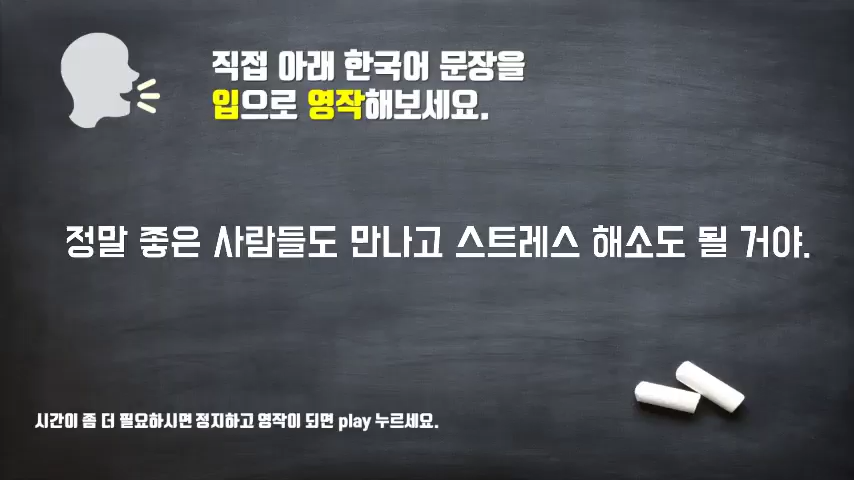 직접 아래 한국어 문장을
입으로 영작해보세요.
정말 좋은 사람들도 만나고 스트레스 해소도 될 거야.
시간이 좀 더 필요하시면 정지하고 영작이 되면 play 누르세요.